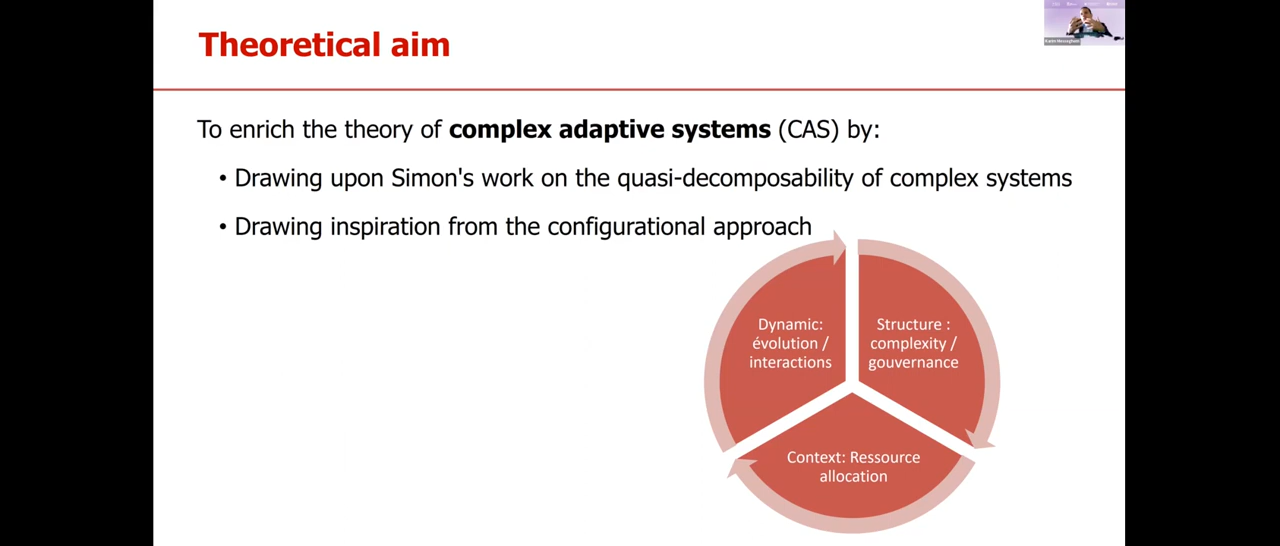 Theoretical aim
To enrich the theory of complex adaptive systems (CAS) by:
• Drawing upon Simon's work on the quasi-decomposability of complex systems
• Drawing inspiration from the configurational approach
Dynamic:
évolution /
interactions
Structure :
complexity /
gouvernance
Context: Ressource
allocation